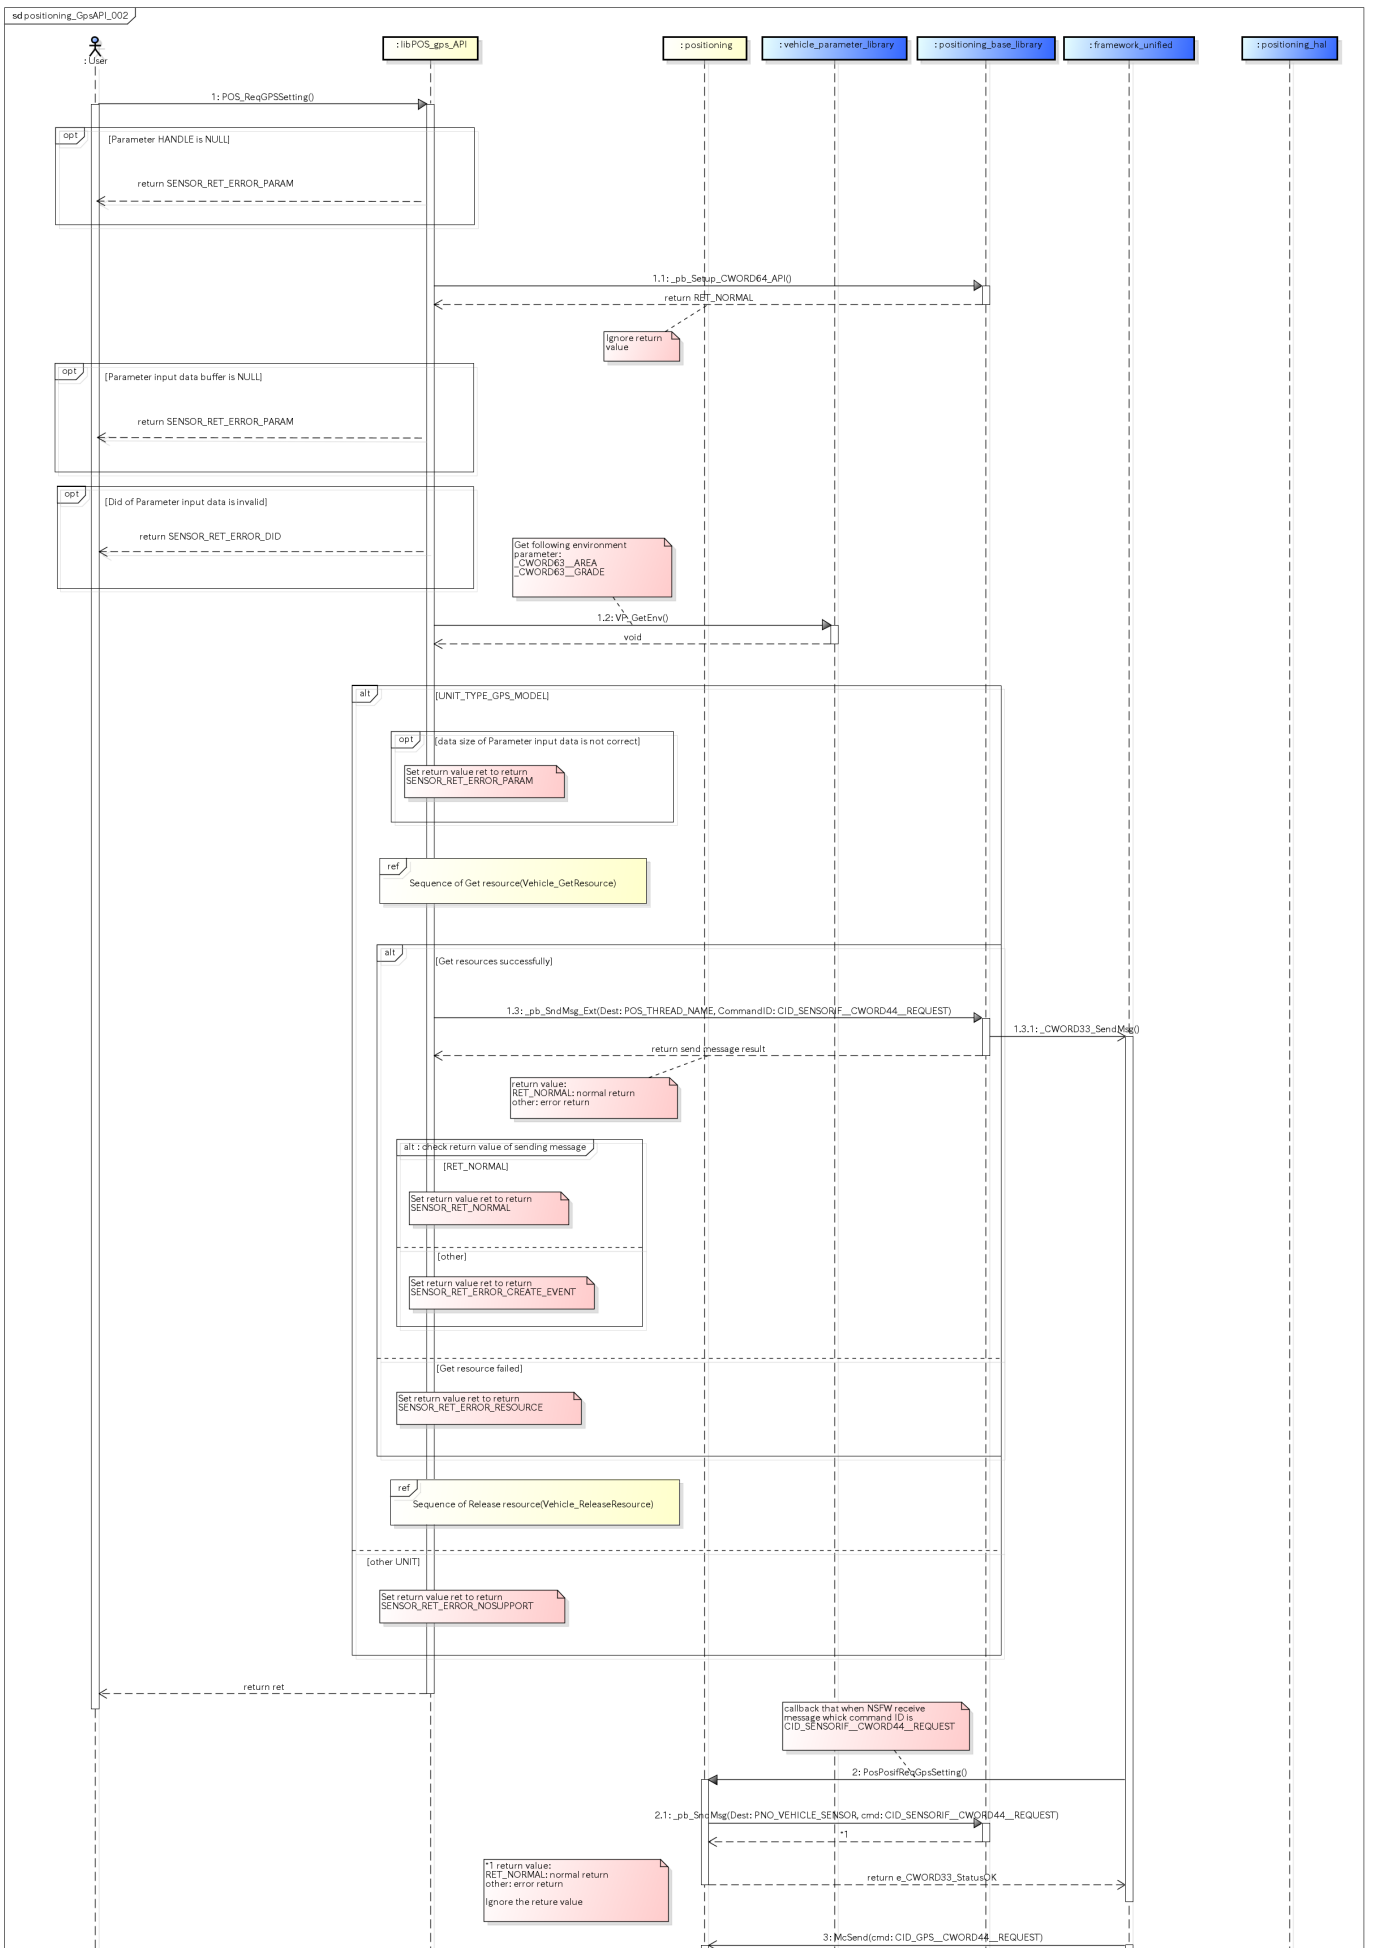 sd positioning_GpsAPI_002
: User
: libPOS_gps_API
: positioning
: vehicle_parameter_library
: positioning_base_library
: framework_unified
: positioning_hal
1: POS_ReqGPSSetting()
opt
[Parameter HANDLE is NULL]
return SENSOR_RET_ERROR_PARAM
1.1: _pb_Setup_CWORD64_API()
return RET_NORMAL
Ignore return
value
opt
[Parameter input data buffer is NULL]
return SENSOR_RET_ERROR_PARAM
opt
[Did of Parameter input data is invalid]
return SENSOR_RET_ERROR_DID
Get following environment
parameter:
_CWORD63__AREA
_CWORD63__GRADE
1.2: VP_GetEnv()
void
alt
[UNIT_TYPE_GPS_MODEL]
opt
[data size of Parameter input data is not correct]
Set return value ret to return
SENSOR_RET_ERROR_PARAM
ref
Sequence of Get resource(Vehicle_GetResource)
alt
[Get resources successfully]
1.3: _pb_SndMsg_Ext(Dest: POS_THREAD_NAME, CommandID: CID_SENSORIF__CWORD44__REQUEST)
1.3.1: _CWORD33_SendMsg()
return send message result
return value:
RET_NORMAL: normal return
other: error return
alt : check return value of sending message
[RET_NORMAL]
Set return value ret to return
SENSOR_RET_NORMAL
[other]
Set return value ret to return
SENSOR_RET_ERROR_CREATE_EVENT
[Get resource failed]
Set return value ret to return
SENSOR_RET_ERROR_RESOURCE
ref
Sequence of Release resource(Vehicle_ReleaseResource)
[other UNIT]
Set return value ret to return
SENSOR_RET_ERROR_NOSUPPORT
return ret
callback that when NSFW receive
message whick command ID is
CID_SENSORIF__CWORD44__REQUEST
2: PosPosifReqGpsSetting()
2.1: _pb_SndMsg(Dest: PNO_VEHICLE_SENSOR, cmd: CID_SENSORIF__CWORD44__REQUEST)
*1
*1 return value:
RET_NORMAL: normal return
other: error return
Ignore the reture value
return e_CWORD33_StatusOK
3: McSend(cmd: CID_GPS__CWORD44__REQUEST)